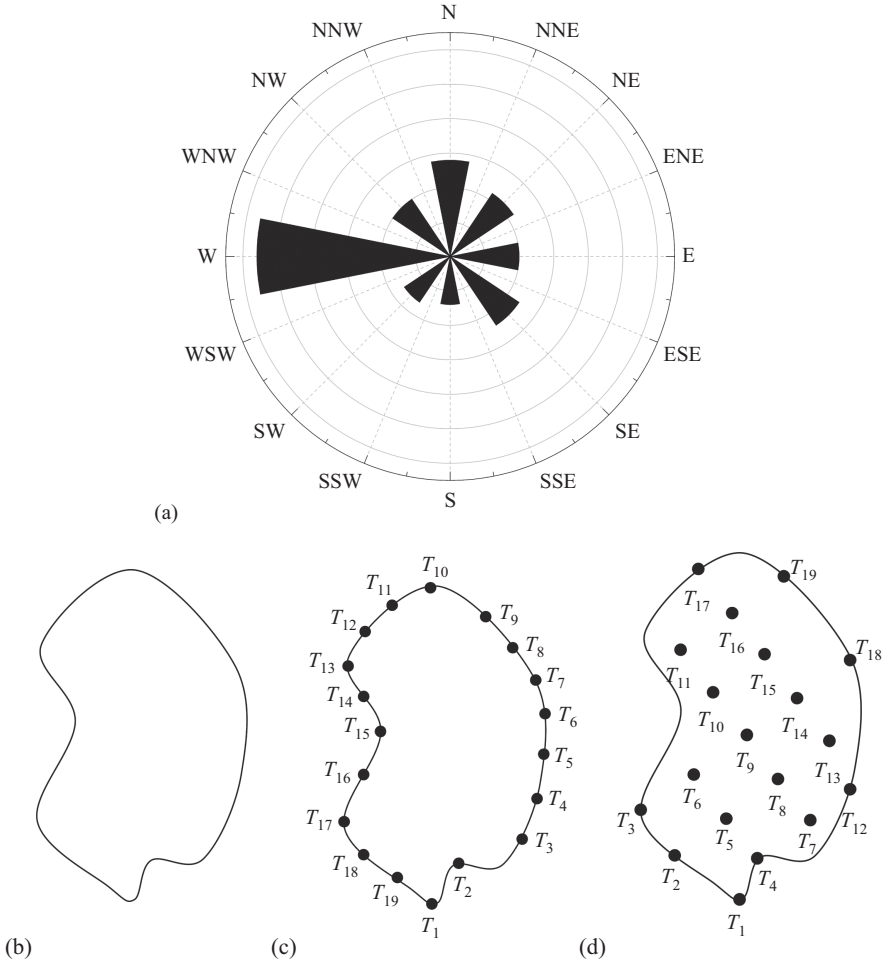 N
NNW NNE
NW NE
WNW ENE
W E
WSW ESE
SW SE
SSW SSE
S
(a)
T10
T11
T12
T9
T13
T8
T14
T7
T15
T6
T16
T5
T17
T4
T18
T3
T19
T2
T1
T19
T17
T16
T18
T11
T15
T10
T14
T9
T13
T6
T8
T3
T12
T5
T7
T2
T4
T1
(b) (c) (d)